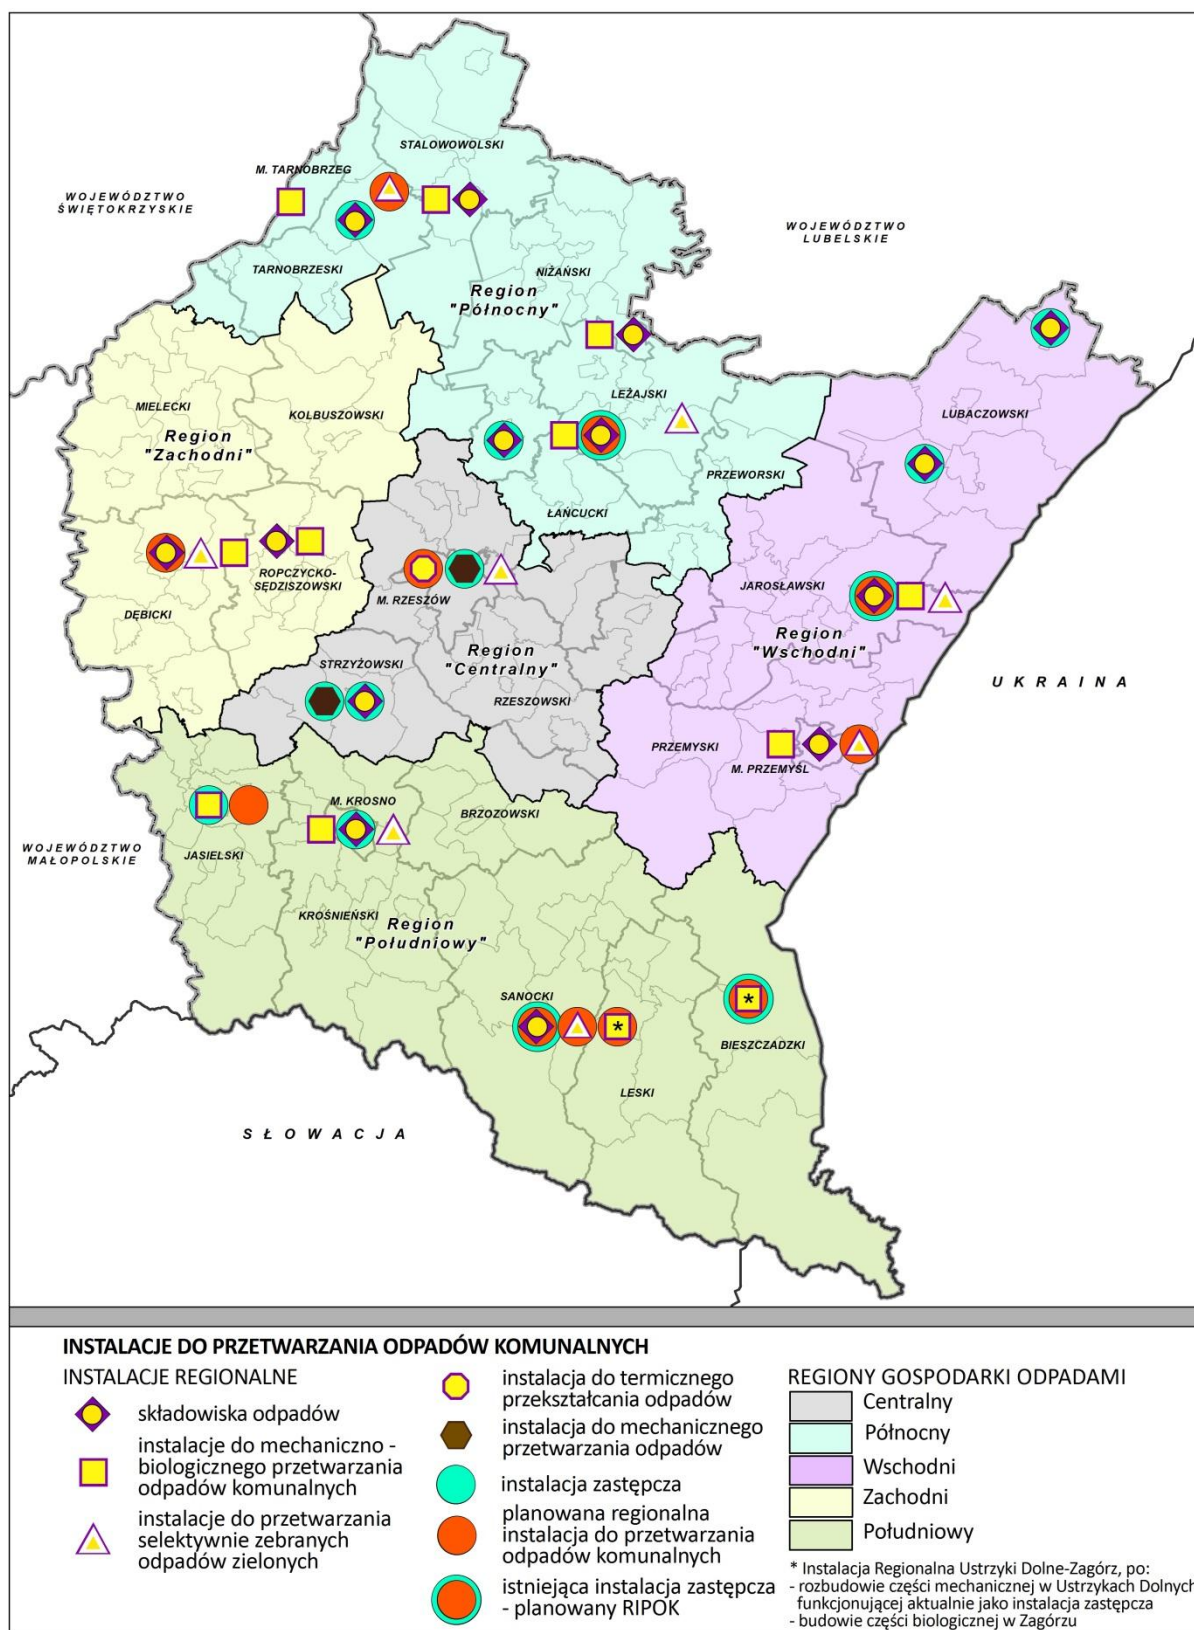 STALOWOWOLSKI
M. TARNOBRZEG
WOJEWÓDZTWO
ŚWIĘTOKRZYSKIE
WOJEWÓDZTWO
LUBELSKIE
TARNOBRZESKI
NIŻAŃSKI
Region
"Północny"
MIELECKI
KOLBUSZOWSKI
LEŻAJSKI
LUBACZOWSKI
Region
"Zachodni"
PRZEWORSKI
ŁAŃCUCKI
ROPCZYCKO-
SĘDZISZOWSKI
JAROSŁAWSKI
M. RZESZÓW
DĘBICKI
Region
"Wschodni"
STRZYŻOWSKI
Region
"Centralny"
UKRAINA
RZESZOWSKI
PRZEMYSKI
M. PRZEMYŚL
M. KROSNO
BRZOZOWSKI
WOJEWÓDZTWO
MAŁOPOLSKIE
JASIELSKI
KROŚNIEŃSKI
Region
"Południowy"
SANOCKI
*
*
BIESZCZADZKI
LESKI
SŁOWACJA
INSTALACJE DO PRZETWARZANIA ODPADÓW KOMUNALNYCH
INSTALACJE REGIONALNE
składowiska odpadów
instalacje do mechaniczno -
biologicznego przetwarzania
odpadów komunalnych
instalacje do przetwarzania
selektywnie zebranych
odpadów zielonych
instalacja do termicznego
przekształcania odpadów
instalacja do mechanicznego
przetwarzania odpadów
instalacja zastępcza
planowana regionalna
instalacja do przetwarzania
odpadów komunalnych
istniejąca instalacja zastępcza
- planowany RIPOK
REGIONY GOSPODARKI ODPADAMI
Centralny
Północny
Wschodni
Zachodni
Południowy
* Instalacja Regionalna Ustrzyki Dolne-Zagórz, po:
- rozbudowie części mechanicznej w Ustrzykach Dolnych
funkcjonującej aktualnie jako instalacja zastępcza
- budowie części biologicznej w Zagórzu